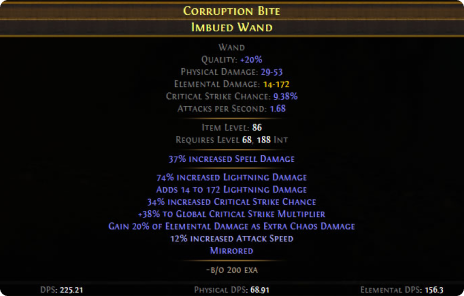 Corruption Bite
Imbued Wand
Wand
Quality: +20%
Physical Damage: 29-53
Elemental Damage: 14-172
Critical Strike Chance: 9.38%
Attacks per Second: 1.68
Item Level: 86
Requires Level 68, 188 Int
37% increased Spell Damage
74% increased Lightning Damage
Adds 14 to 172 Lightning Damage
34% increased Critical Strike Chance
+38% to Global Critical Strike Multiplier
Gain 20% of Elemental Damage as Extra Chaos Damage
12% increased Attack Speed
Mirrored
~b/o 200 exa
DPS: 225.21 Physical DPS: 68.91 Elemental DPS: 156.3